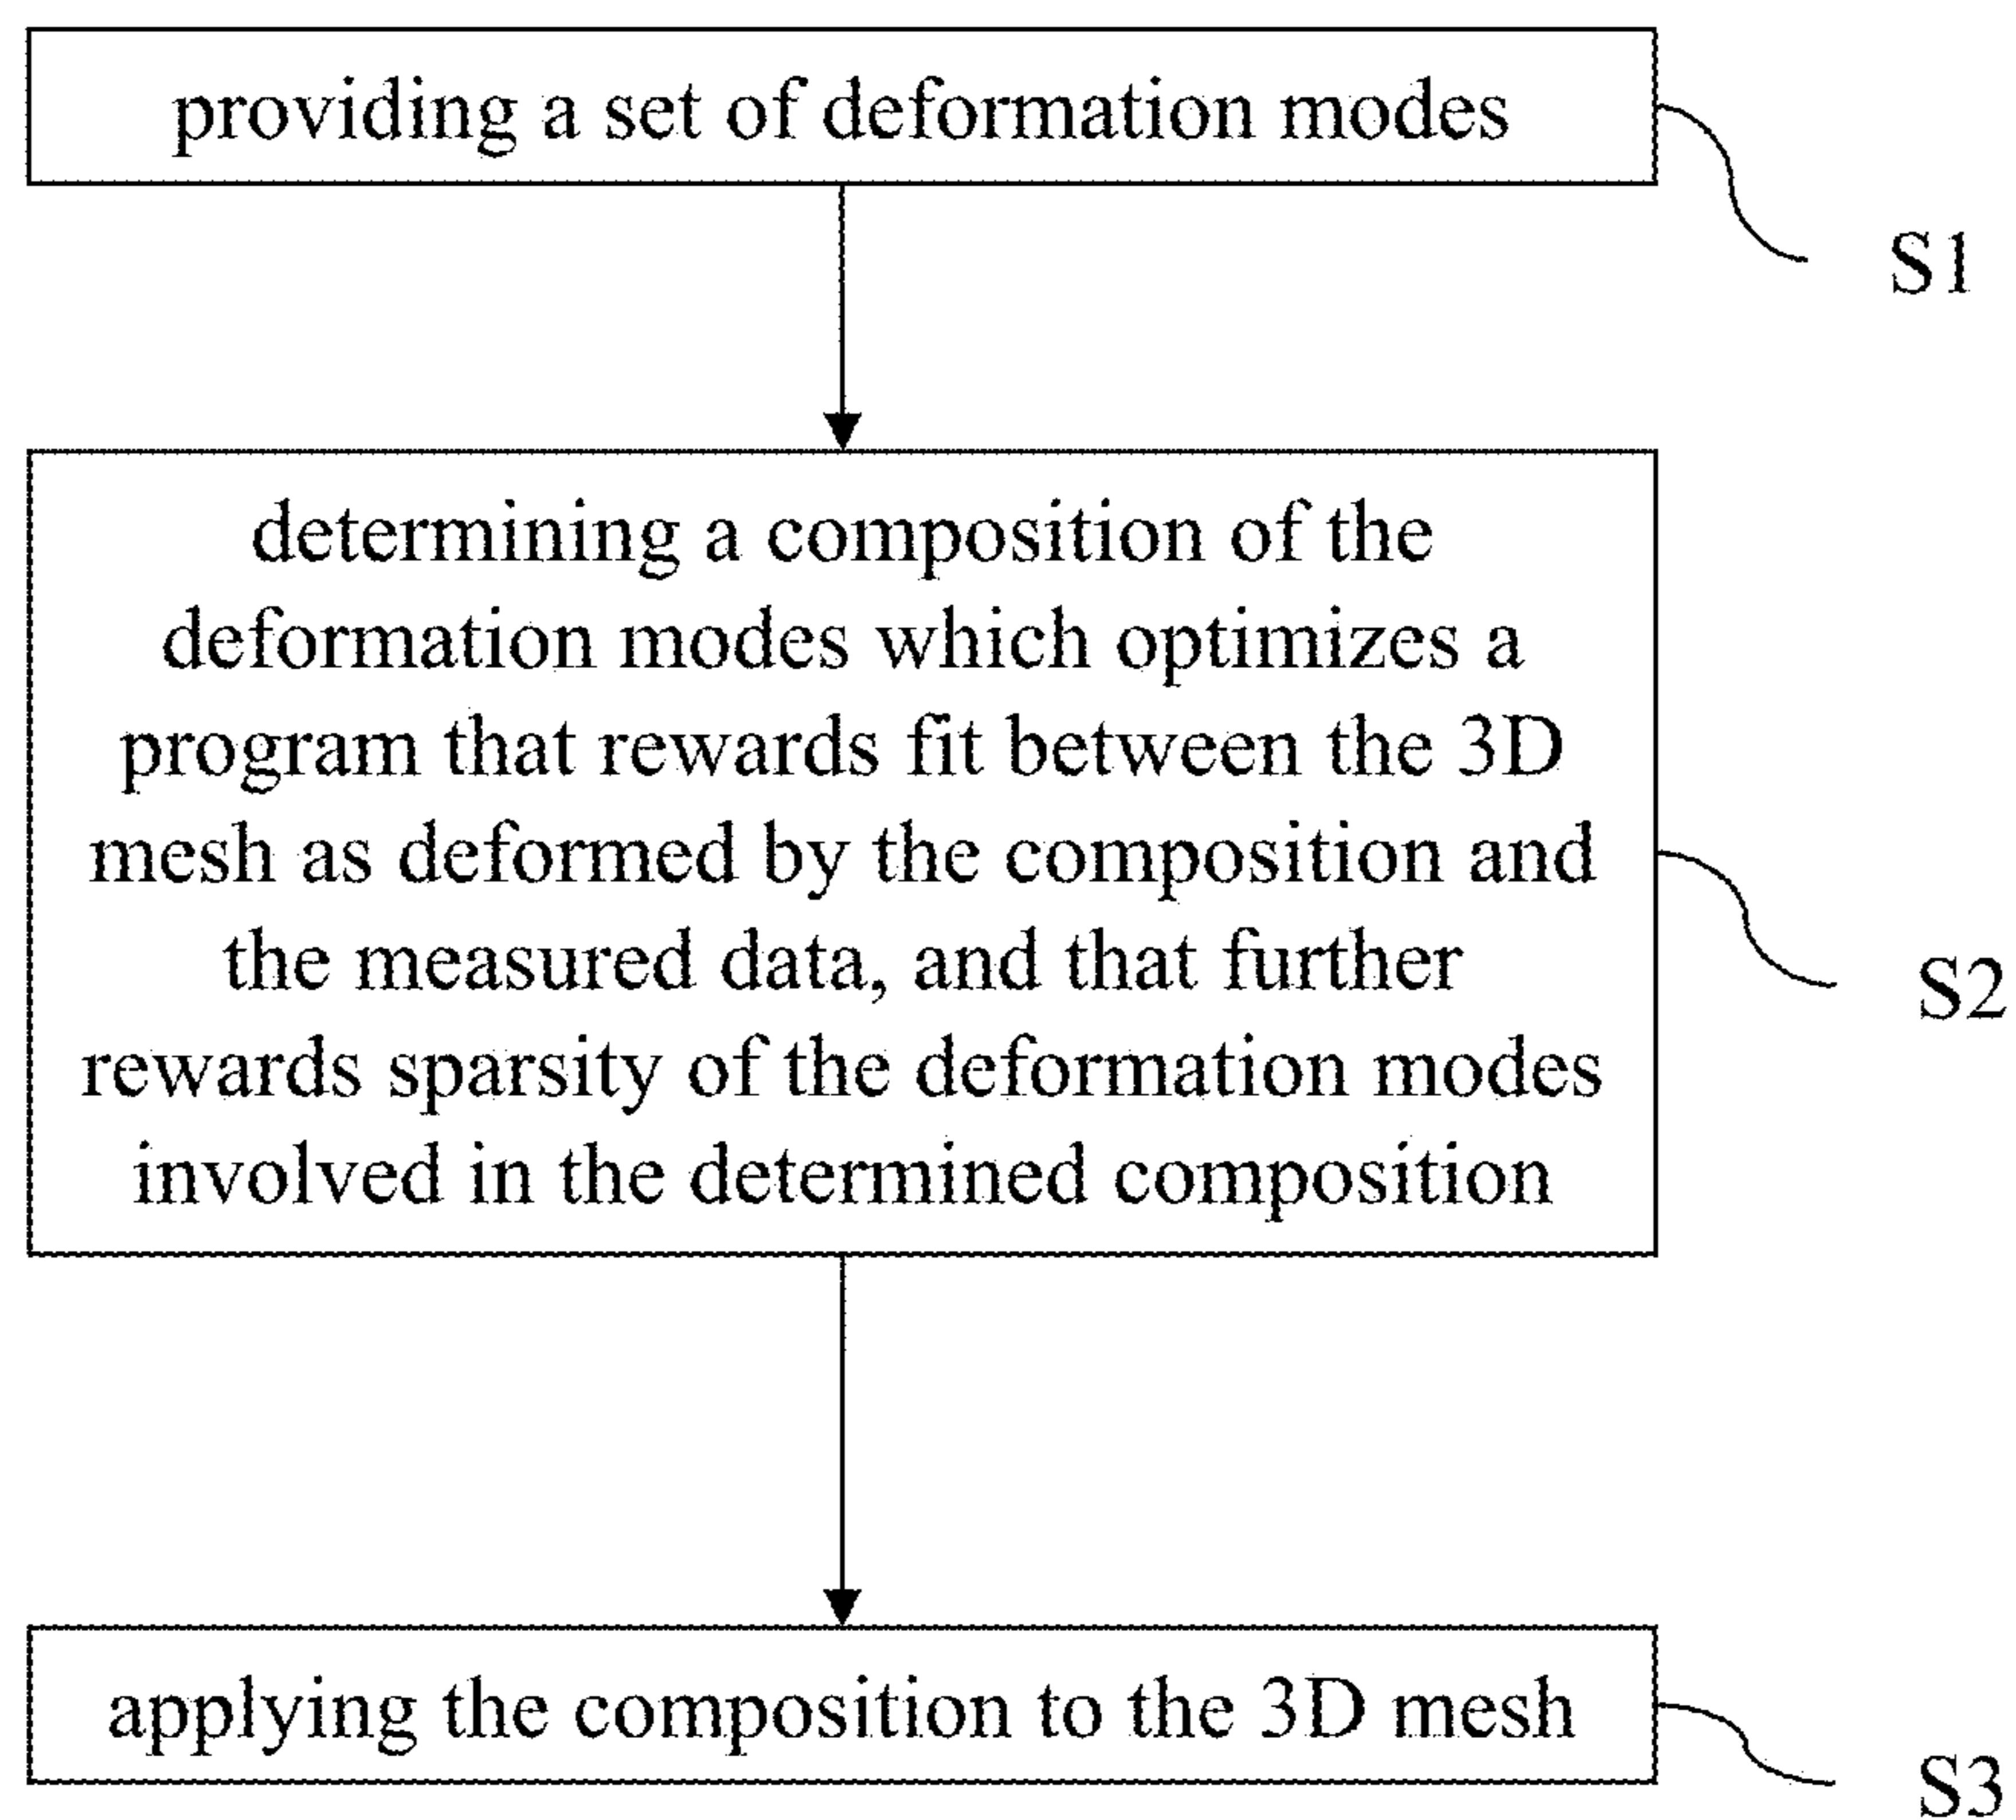 providing a set of deformation modes
S1
determining a composition of the
deformation modes which optimizes a
program that rewards fit between the 3D
mesh as deformed by the composition and
the measured data, and that further
rewards sparsity of the deformation modes
involved in the determined composition
S2
applying the composition to the 3D mesh
S3